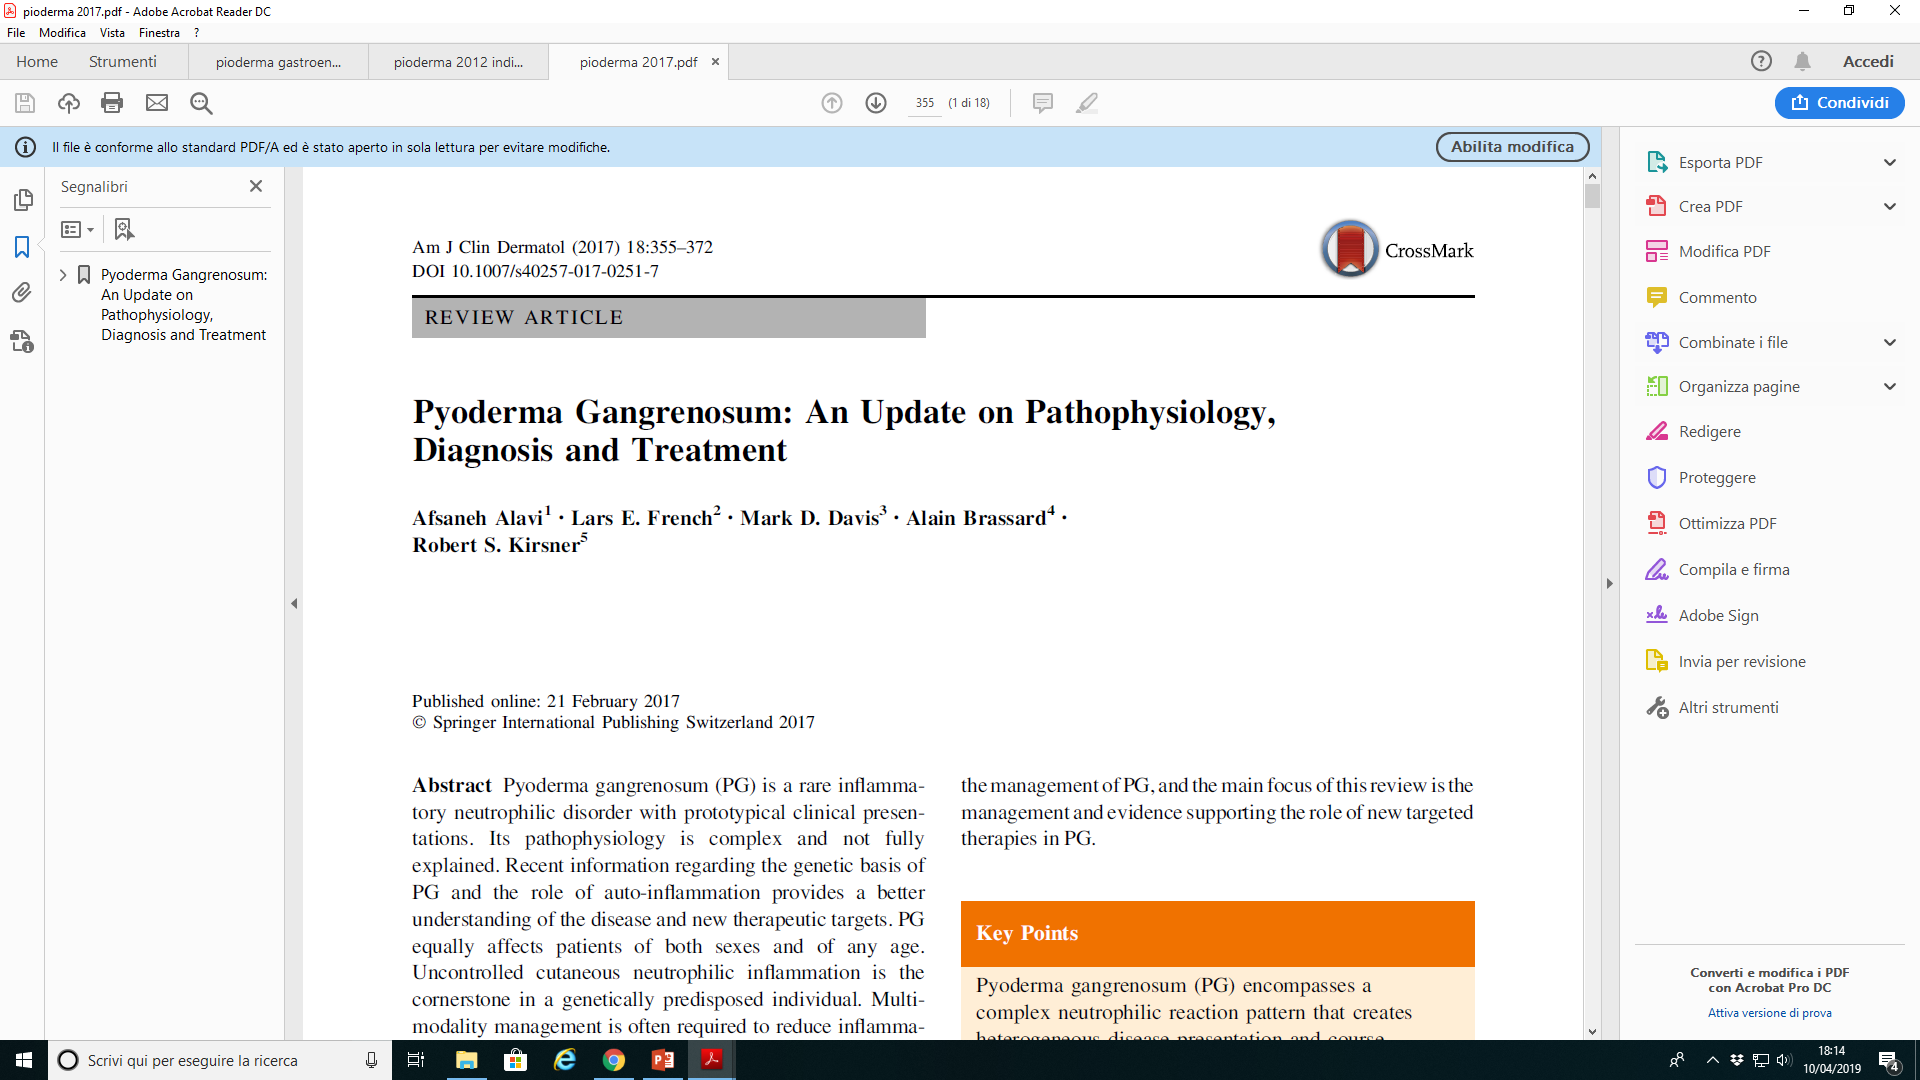 pioderma 2017.pdf - Adobe Acrobat Reader DC
File Modifica Vista Finestra ?
Home Strumenti pioderma gastroen... pioderma 2012 indi... pioderma 2017.pdf × Accedi
355 (1 di 18) Condividi
Il file è conforme allo standard PDF/A ed è stato aperto in sola lettura per evitare modifiche. Abilita modifica
Segnalibri
Pyoderma Gangrenosum:
An Update on
Pathophysiology,
Diagnosis and Treatment
Am J Clin Dermatol (2017) 18:355–372
DOI 10.1007/s40257-017-0251-7
CrossMark
REVIEW ARTICLE
Pyoderma Gangrenosum: An Update on Pathophysiology,
Diagnosis and Treatment
Afsaneh Alavi1 · Lars E. French2 · Mark D. Davis3 · Alain Brassard4 ·
Robert S. Kirsner5
Published online: 21 February 2017
© Springer International Publishing Switzerland 2017
Abstract Pyoderma gangrenosum (PG) is a rare inflamma-
tory neutrophilic disorder with prototypical clinical presen-
tations. Its pathophysiology is complex and not fully
explained. Recent information regarding the genetic basis of
PG and the role of auto-inflammation provides a better
understanding of the disease and new therapeutic targets. PG
equally affects patients of both sexes and of any age.
Uncontrolled cutaneous neutrophilic inflammation is the
cornerstone in a genetically predisposed individual. Multi-
modality management is often required to reduce inflamma-
the management of PG, and the main focus of this review is the
management and evidence supporting the role of new targeted
therapies in PG.
Key Points
Pyoderma gangrenosum (PG) encompasses a
complex neutrophilic reaction pattern that creates
heterogeneous disease presentation and course
Esporta PDF
Crea PDF
Modifica PDF
Commento
Combinate i file
Organizza pagine
Redigere
Proteggere
Ottimizza PDF
Compila e firma
Adobe Sign
Invia per revisione
Altri strumenti
Converti e modifica i PDF
con Acrobat Pro DC
Attiva versione di prova
Scrivi qui per eseguire la ricerca
18:14
10/04/2019
4